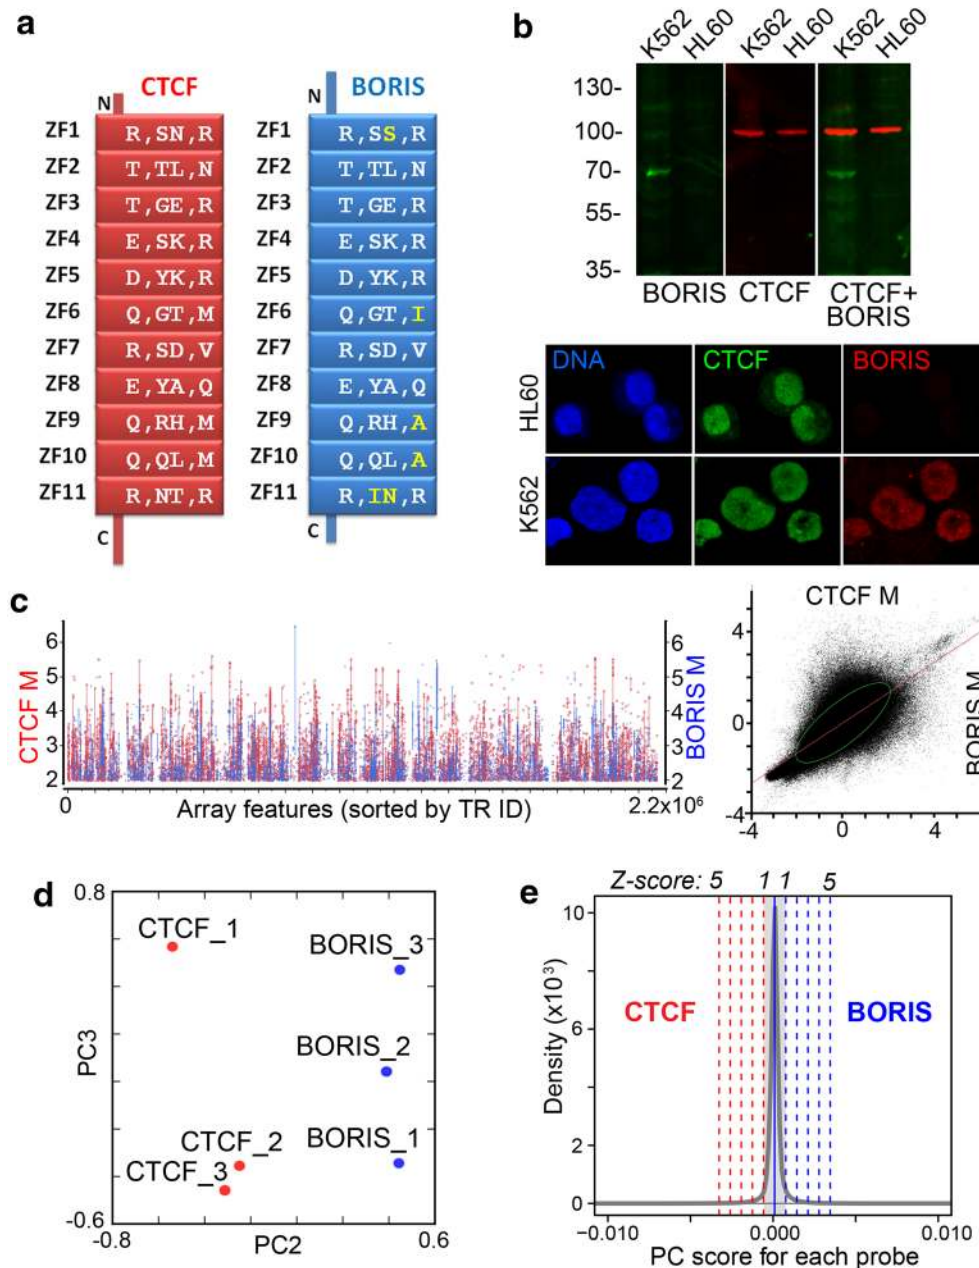 a
CTCF
BORIS
N
N
ZF1 R,SN,R ZF1 R,SS,R
ZF2 T,TL,N ZF2 T,TL,N
ZF3 T,GE,R ZF3 T,GE,R
ZF4 E,SK,R ZF4 E,SK,R
ZF5 D,YK,R ZF5 D,YK,R
ZF6 Q,GT,M ZF6 Q,GT,I
ZF7 R,SD,V ZF7 R,SD,V
ZF8 E,YA,Q ZF8 E,YA,Q
ZF9 Q,RH,M ZF9 Q,RH,A
ZF10 Q,QL,M ZF10 Q,QL,A
ZF11 R,NT,R ZF11 R,IN,R
C
C
b
K562 HL60 K562 HL60 K562 HL60
130-
100-
70-
55-
35-
BORIS CTCF CTCF+
BORIS
DNA CTCF BORIS
HL60
K562
c
CTCF M
6
5
4
3
2
6
5
4
3
2
BORIS M
0 2.2x10⁶
Array features (sorted by TR ID)
CTCF M
4
0
-4
-4 0 4
BORIS M
d
0.8
CTCF_1
BORIS_3
BORIS_2
CTCF_2
BORIS_1
CTCF_3
PC3
-0.6
-0.8 0.6
PC2
e
Z-score: 5 1 1 5
10
6
2
0
Density (x10³)
CTCF
BORIS
−0.010 0.000 0.010
PC score for each probe